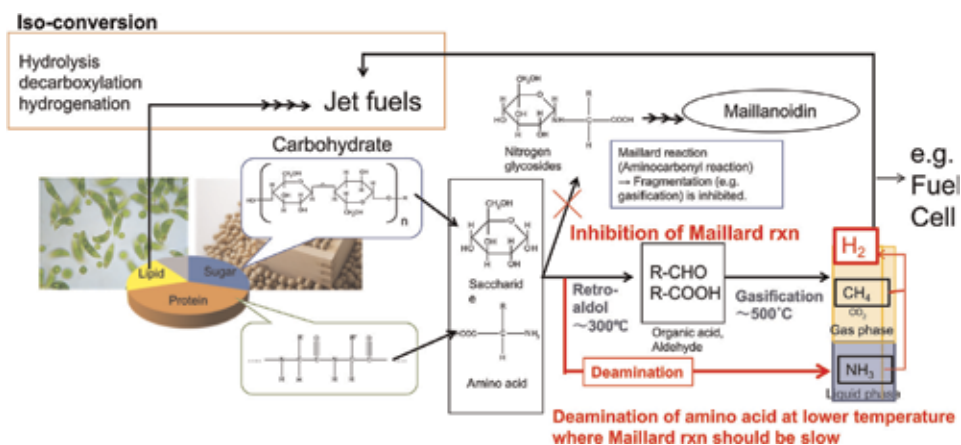 Iso-conversion
Hydrolysis
decarboxylation
hydrogenation
Jet fuels
Carbohydrate
n
Lipid
Sugar
Protein
CH₂OH
Nitrogen
glycosides
COOH
Maillanoidin
Maillard reaction
(Aminocarbonyl reaction)
→ Fragmentation (e.g.
gasification) is inhibited.
e.g.
Fuel
Cell
Inhibition of Maillard rxn
CH₂OH
Saccharid
e
Amino acid
Retro-
aldol
~300℃
R-CHO
R-COOH
Organic acid,
Aldehyde
Gasification
~500˚C
H₂
CH₄
CO₂
Gas phase
NH₃
Liquid phase
Deamination
Deamination of amino acid at lower temperature
where Maillard rxn should be slow